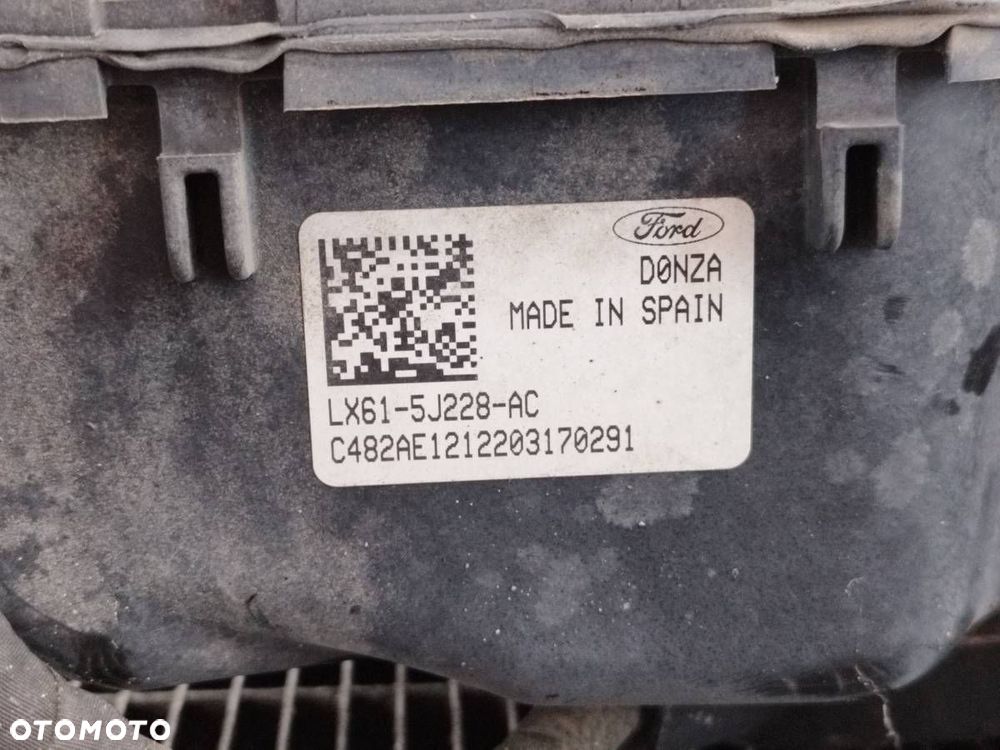 Ford
D0NZA
MADE IN SPAIN
LX61-5J228-AC
C482AE1212203170291
OTOMOTO